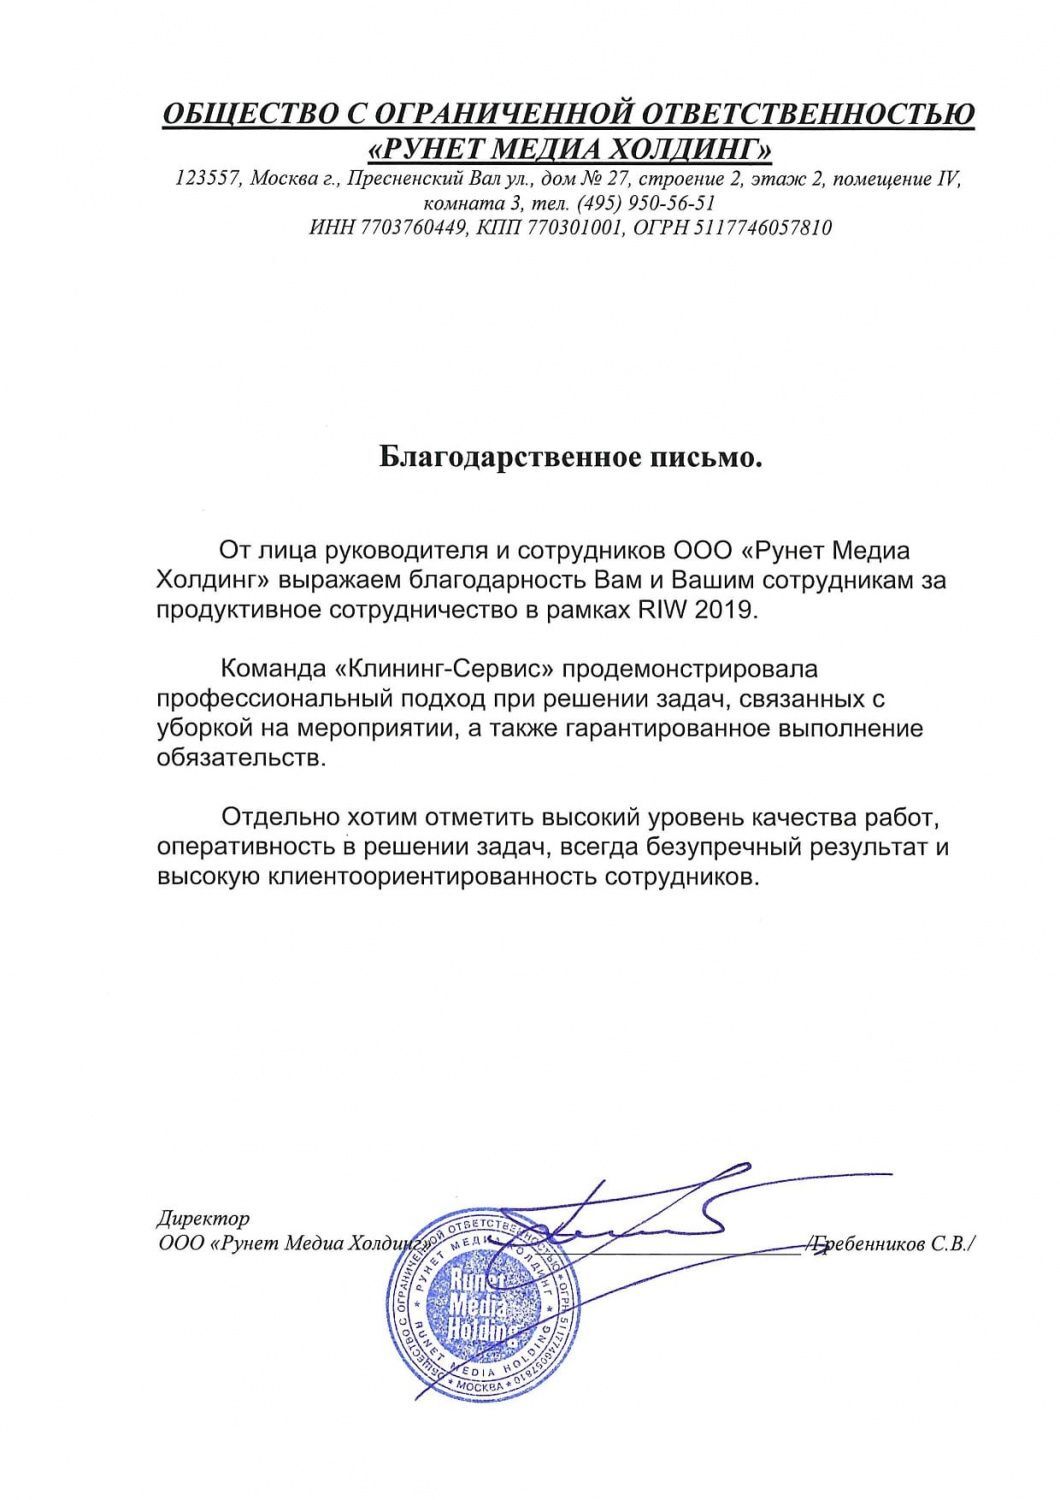 ОБЩЕСТВО С ОГРАНИЧЕННОЙ ОТВЕТСТВЕННОСТЬЮ
«РУНЕТ МЕДИА ХОЛДИНГ»
123557, Москва г., Пресненский Вал ул., дом № 27, строение 2, этаж 2, помещение IV,
комната 3, тел. (495) 950-56-51
ИНН 7703760449, КПП 770301001, ОГРН 5117746057810
Благодарственное письмо.
От лица руководителя и сотрудников ООО «Рунет Медиа
Холдинг» выражаем благодарность Вам и Вашим сотрудникам за
продуктивное сотрудничество в рамках RIW 2019.
Команда «Клининг-Сервис» продемонстрировала
профессиональный подход при решении задач, связанных с
уборкой на мероприятии, а также гарантированное выполнение
обязательств.
Отдельно хотим отметить высокий уровень качества работ,
оперативность в решении задач, всегда безупречный результат и
высокую клиентоориентированность сотрудников.
Директор
ООО «Рунет Медиа Холдинг» /Гребенников С.В./
ОБЩЕСТВО С ОГРАНИЧЕННОЙ ОТВЕТСТВЕННОСТЬЮ * ОГРН 5117746057810 * МОСКВА *
* РУНЕТ МЕДИА ХОЛДИНГ *
RUNET MEDIA HOLDING
Runet
Media
Holding